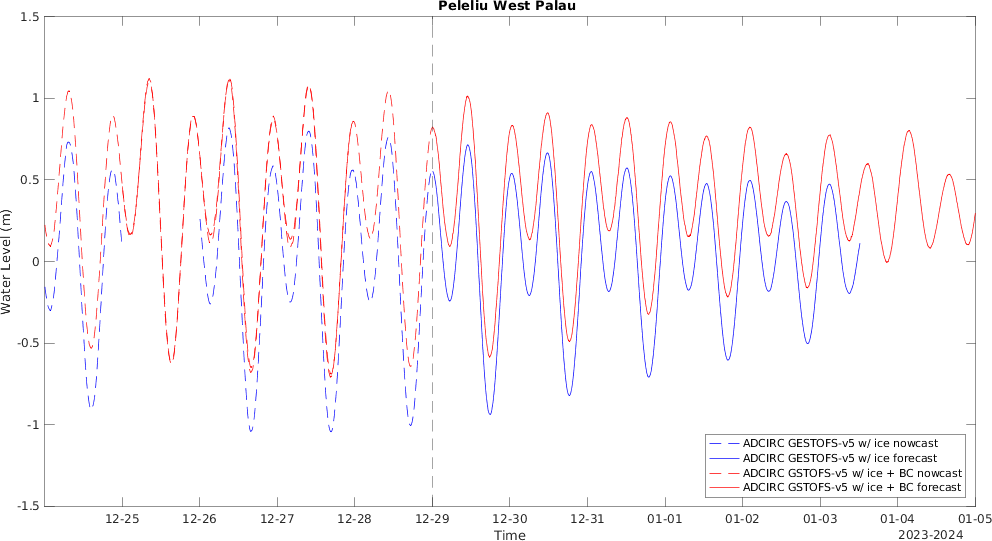 Peleliu West Palau
1.5
1
0.5
0
-0.5
-1
-1.5
Water Level (m)
ADCIRC GESTOFS-v5 w/ ice nowcast
ADCIRC GESTOFS-v5 w/ ice forecast
ADCIRC GSTOFS-v5 w/ ice + BC nowcast
ADCIRC GSTOFS-v5 w/ ice + BC forecast
12-25 12-26 12-27 12-28 12-29 12-30 12-31 01-01 01-02 01-03 01-04 01-05
Time
2023-2024